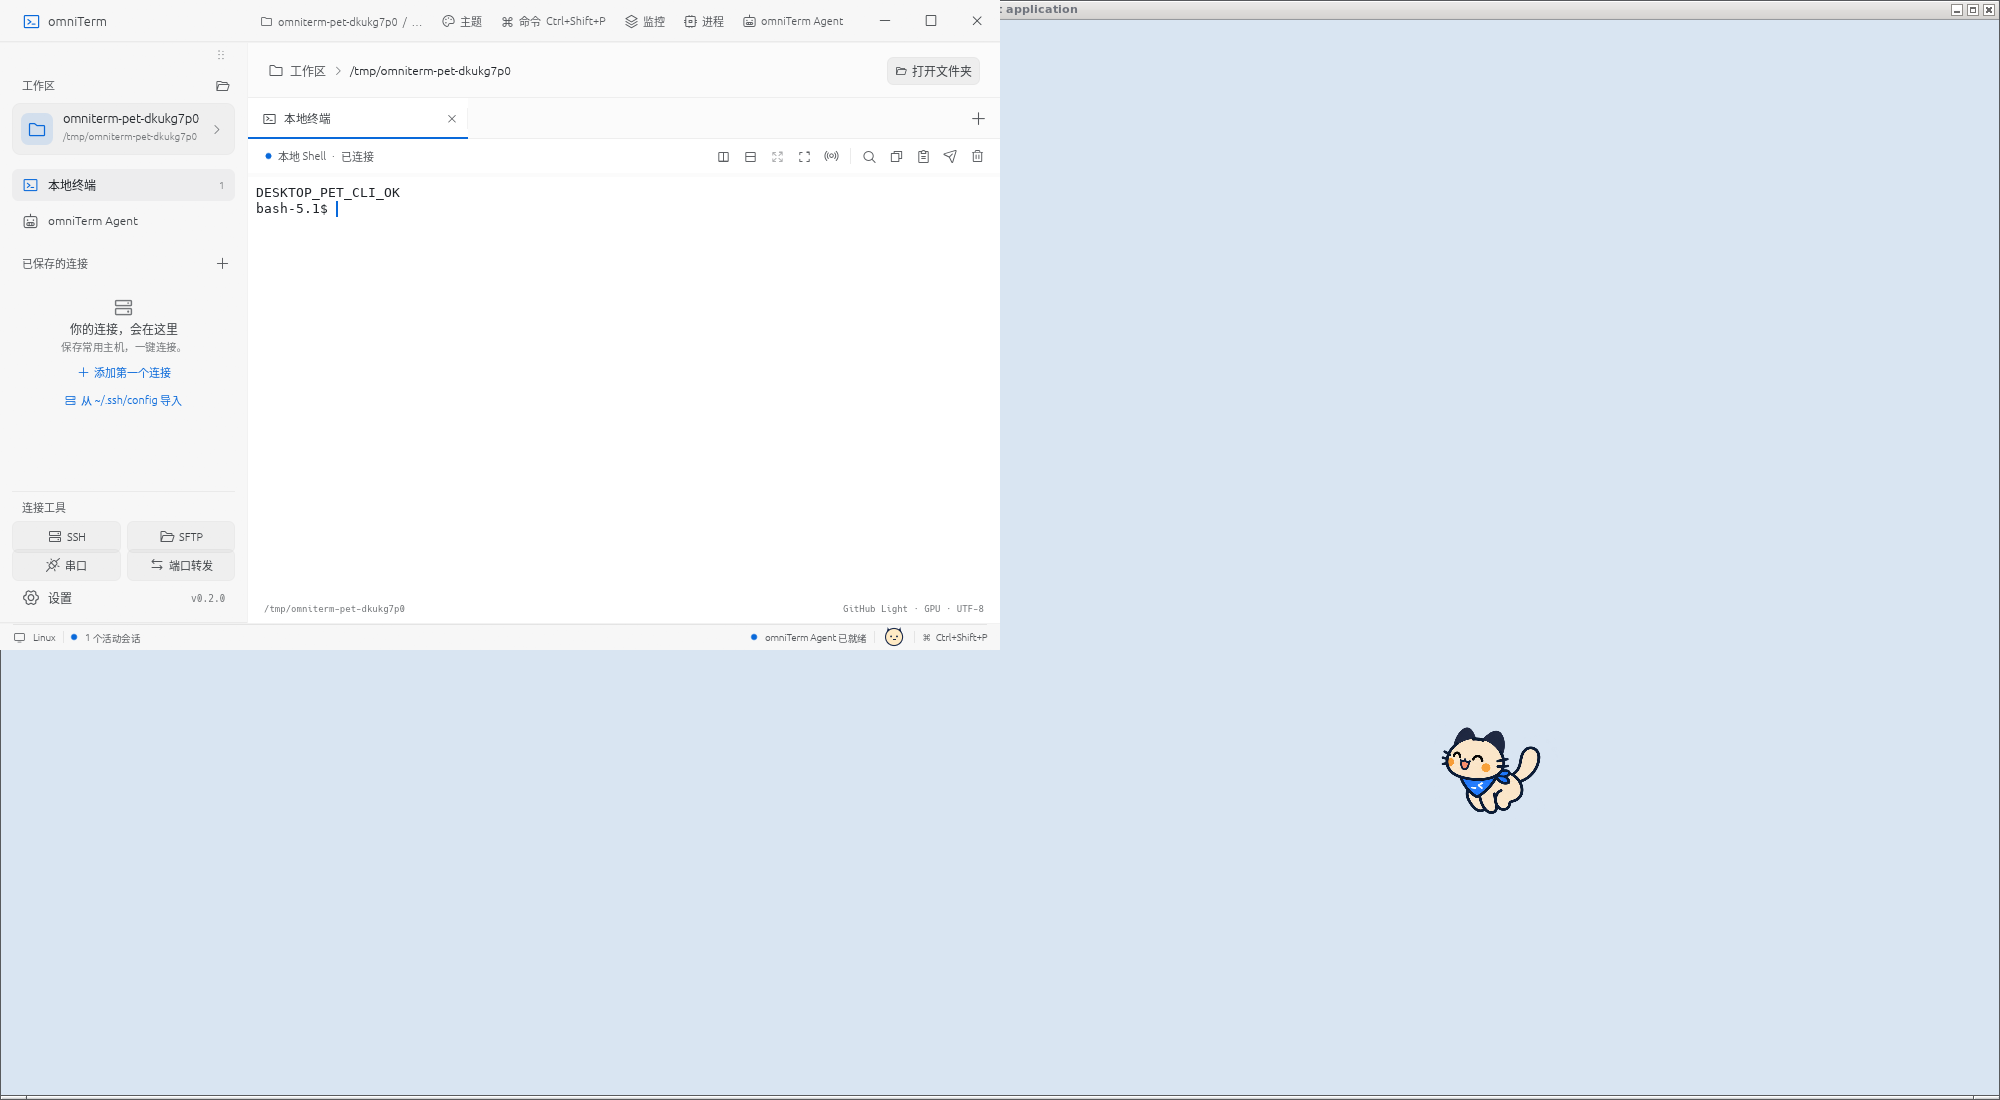 omniTerm
omniterm-pet-dkukg7p0 / ...
主题
命令 Ctrl+Shift+P
监控
进程
omniTerm Agent
application
工作区
omniterm-pet-dkukg7p0
/tmp/omniterm-pet-dkukg7p0
本地终端 1
omniTerm Agent
已保存的连接
你的连接，会在这里
保存常用主机，一键连接。
添加第一个连接
从 ~/.ssh/config 导入
连接工具
SSH
SFTP
串口
端口转发
设置 v0.2.0
工作区 > /tmp/omniterm-pet-dkukg7p0
打开文件夹
本地终端
本地 Shell · 已连接
DESKTOP_PET_CLI_OK
bash-5.1$
/tmp/omniterm-pet-dkukg7p0
GitHub Light · GPU · UTF-8
Linux
1 个活动会话
omniTerm Agent 已就绪
⌘ Ctrl+Shift+P